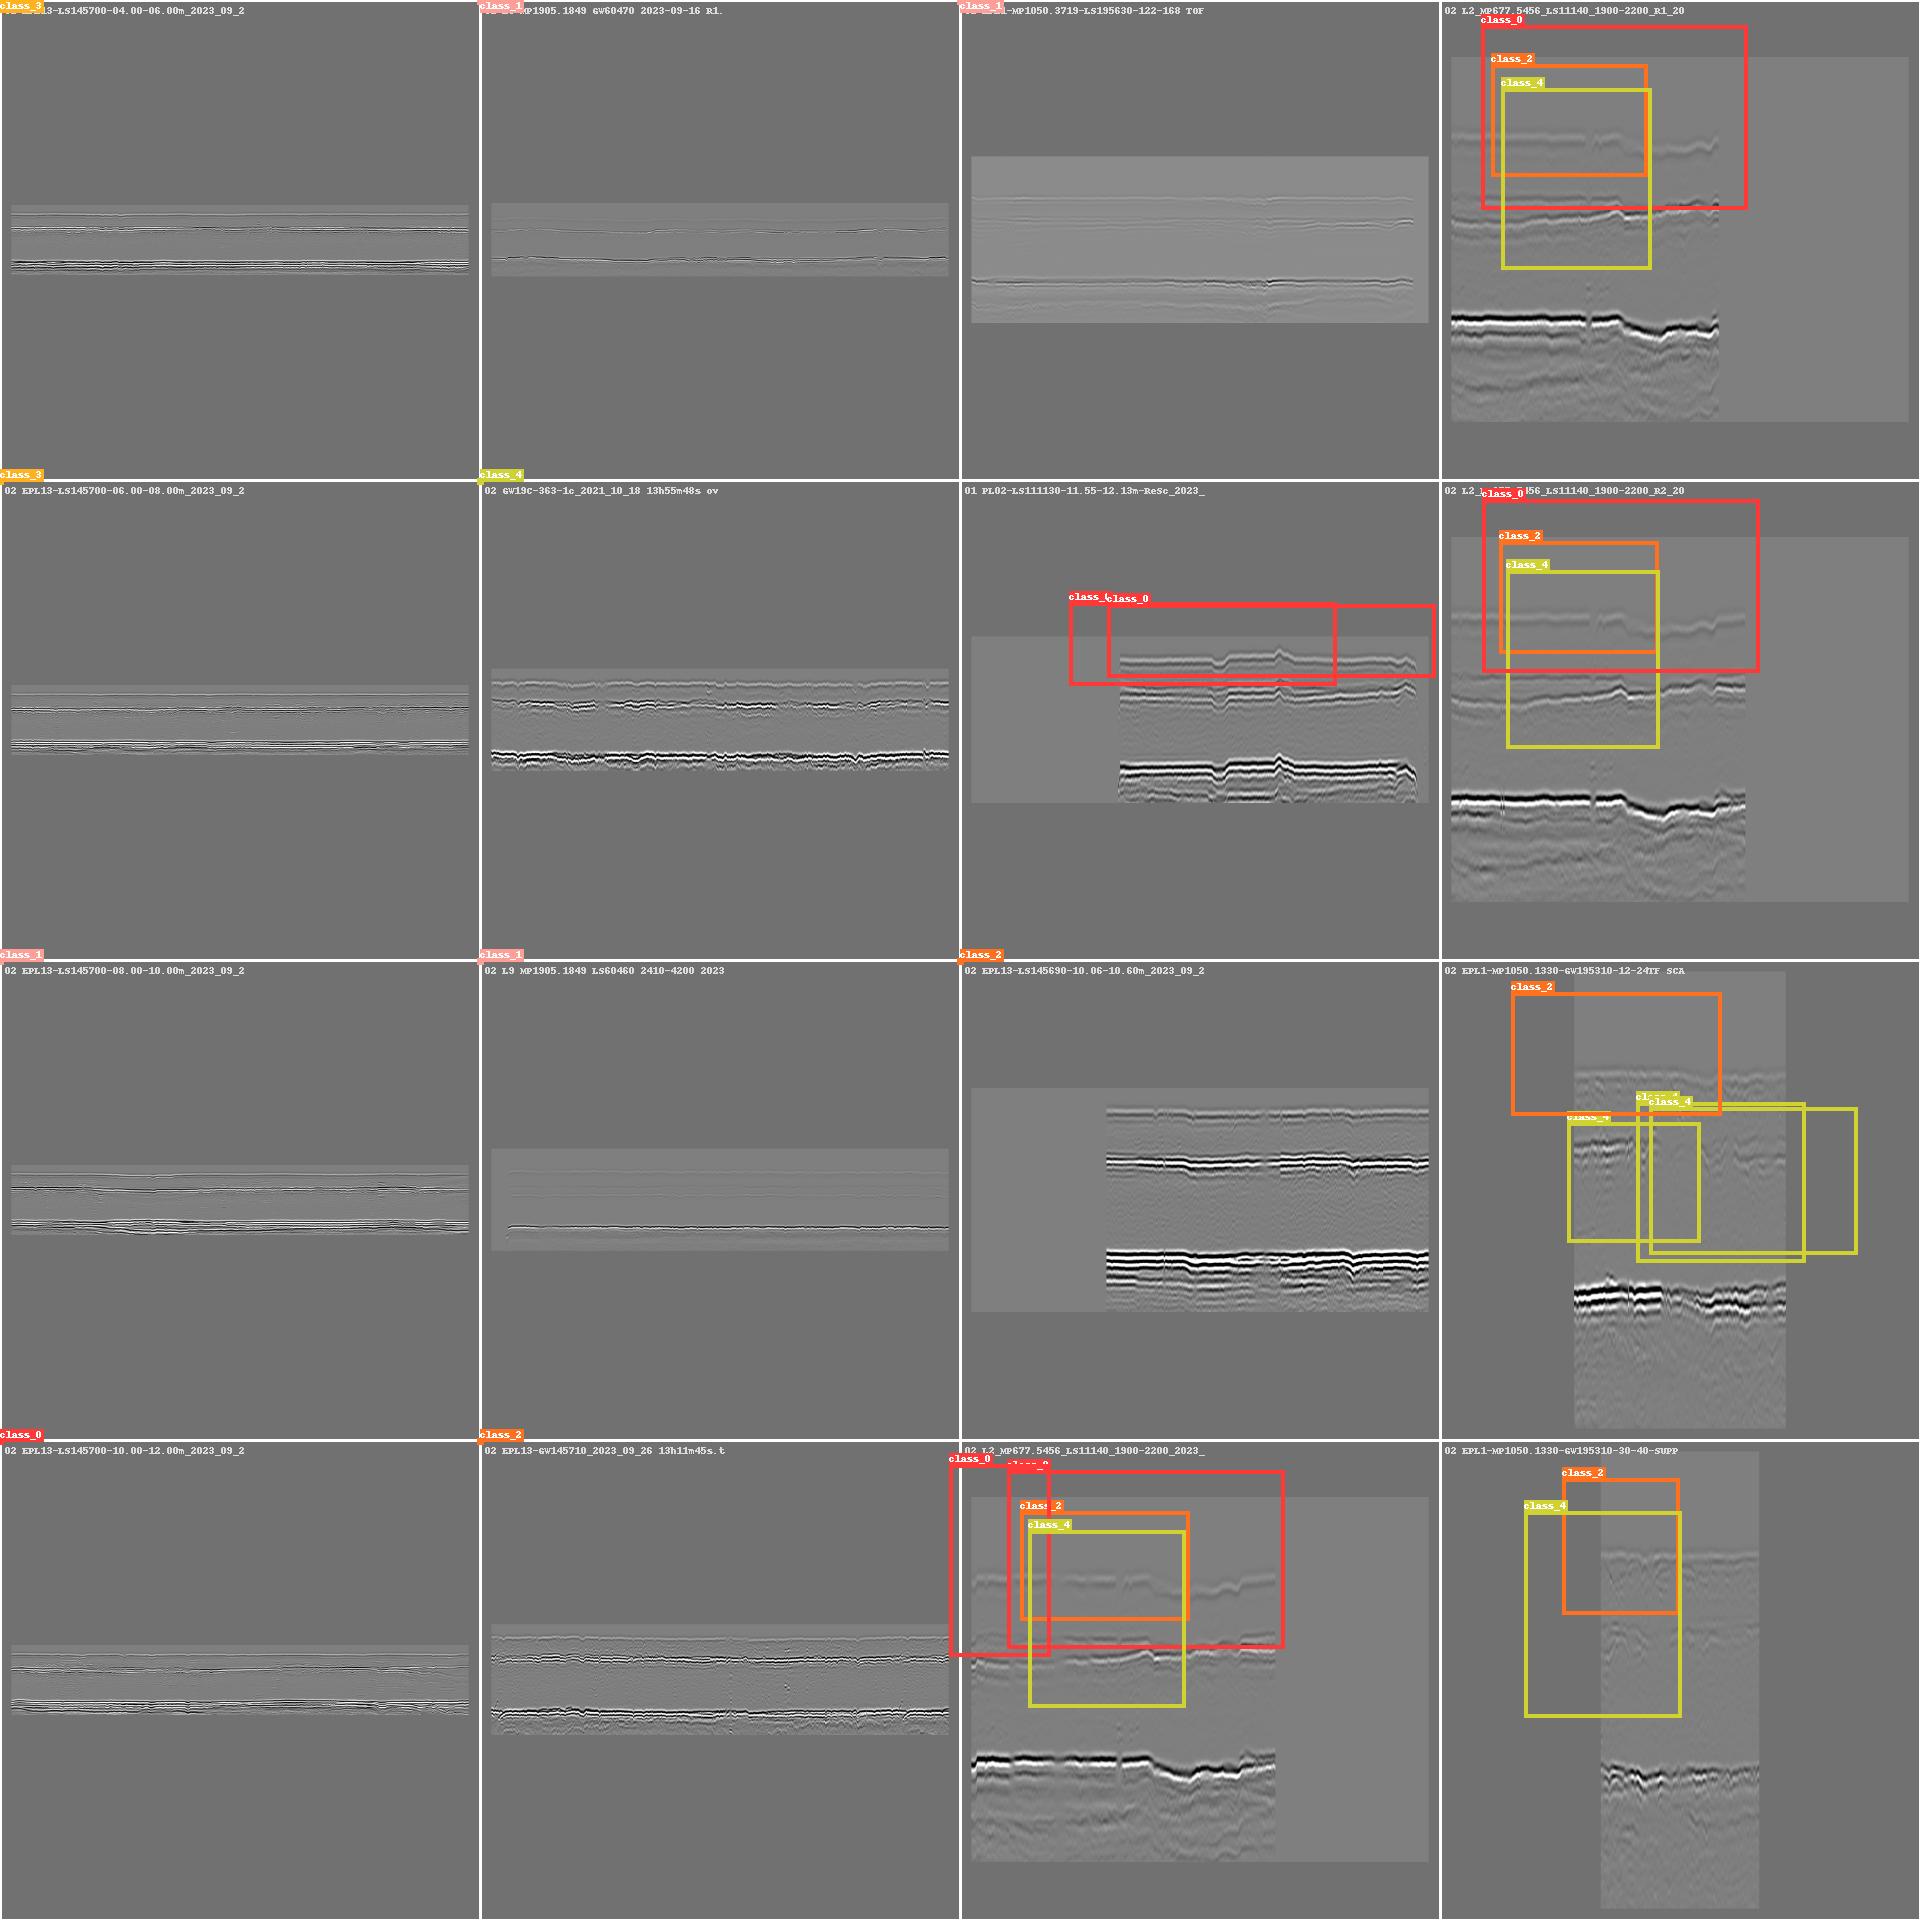 class_3
class_1
class_1
LS13-LS145700-04.00-06.00m_2023_09_2
MP1905.1849 GW60470 2023-09-16 R1.
MP1050.3719-LS195630-122-168 TOF
02 L2_MP677.5456_LS11140_1900-2200_R1_20
class_0
class_2
class_4
class_3
class_4
02 EPL13-LS145700-06.00-08.00m_2023_09_2
02 GW19C-363-1c_2021_10_18 13h55m48s ov
01 PL02-LS111130-11.55-12.13m-ReSc_2023_
5456_LS11140_1900-2200_R2_20
class_0
class_2
class_4
class_0
class_1
class_1
class_2
02 EPL13-LS145700-08.00-10.00m_2023_09_2
02 L9 MP1905.1849 LS60460 2410-4200 2023
02 EPL13-LS145690-10.06-10.60m_2023_09_2
02 EPL1-MP1050.1330-GW195310-12-24TF SCA
class_2
class_4
class_4
class_0
class_2
02 EPL13-LS145700-10.00-12.00m_2023_09_2
02 EPL13-GW145710_2023_09_26 13h11m45s.t
02 L2_MP677.5456_LS11140_1900-2200_2023_
02 EPL1-MP1050.1330-GW195310-30-40-SUPP
class_0
class_2
class_4
class_2
class_4